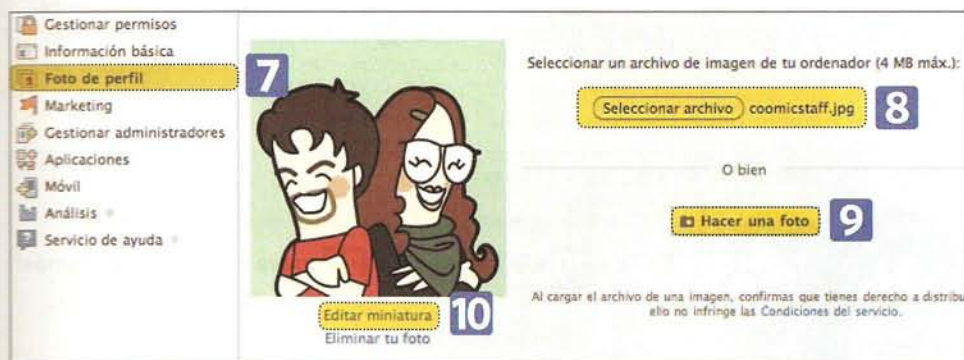 Gestionar permisos
Información básica
Foto de perfil
Marketing
Gestionar administradores
Aplicaciones
Móvil
Análisis
Servicio de ayuda
7
Editar miniatura
10
Eliminar tu foto
Seleccionar un archivo de imagen de tu ordenador (4 MB máx.):
Seleccionar archivo coomicstaff.jpg
8
O bien
Hacer una foto
9
Al cargar el archivo de una imagen, confirmas que tienes derecho a distribu
ello no infringe las Condiciones del servicio.